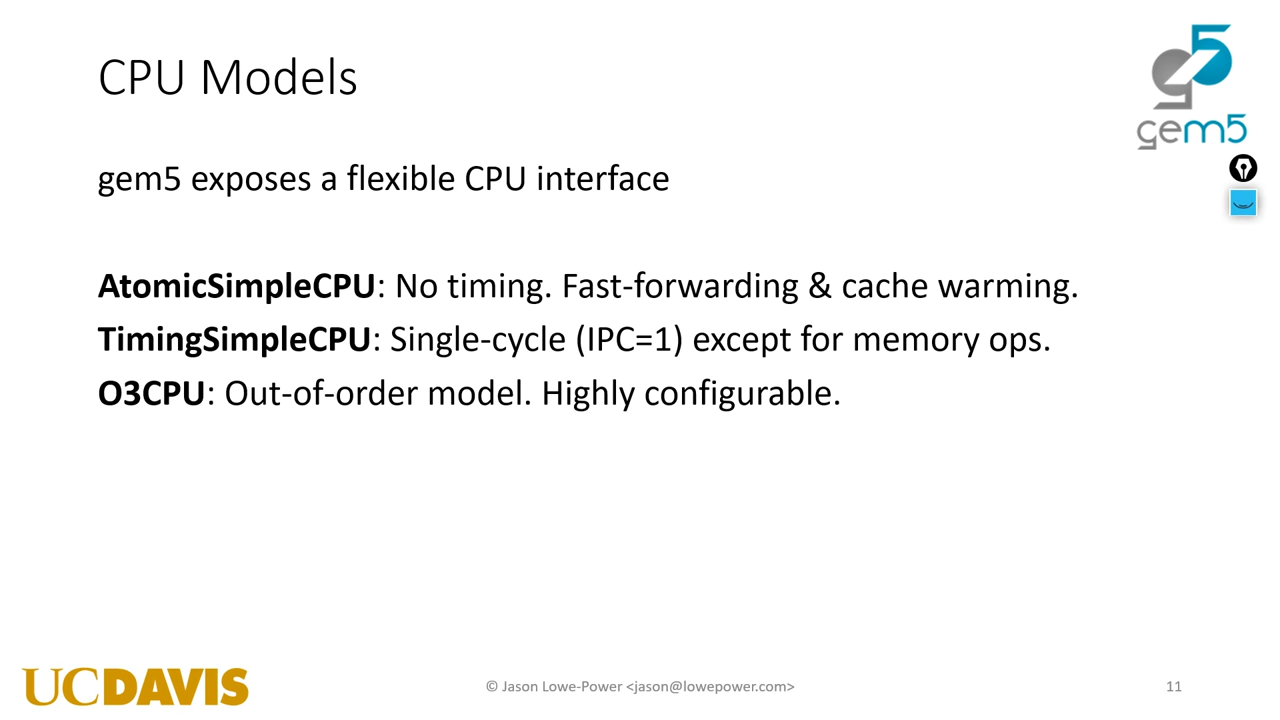 CPU Models
gem5
gem5 exposes a flexible CPU interface
AtomicSimpleCPU: No timing. Fast-forwarding & cache warming.
TimingSimpleCPU: Single-cycle (IPC=1) except for memory ops.
O3CPU: Out-of-order model. Highly configurable.
UCDAVIS
© Jason Lowe-Power <jason@lowepower.com>
11